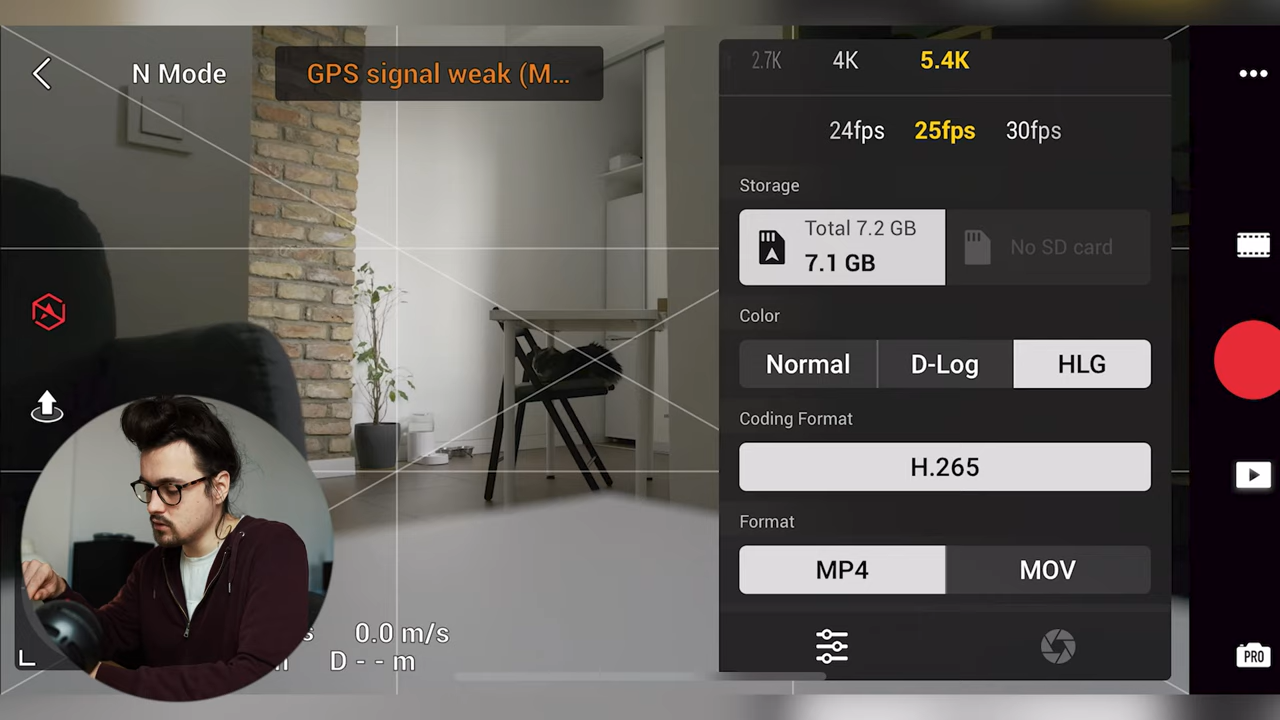 N Mode
GPS signal weak (M...
2.7K 4K 5.4K
24fps 25fps 30fps
Storage
Total 7.2 GB
7.1 GB
No SD card
Color
Normal D-Log HLG
Coding Format
H.265
Format
MP4 MOV
0.0 m/s
D - - m
PRO